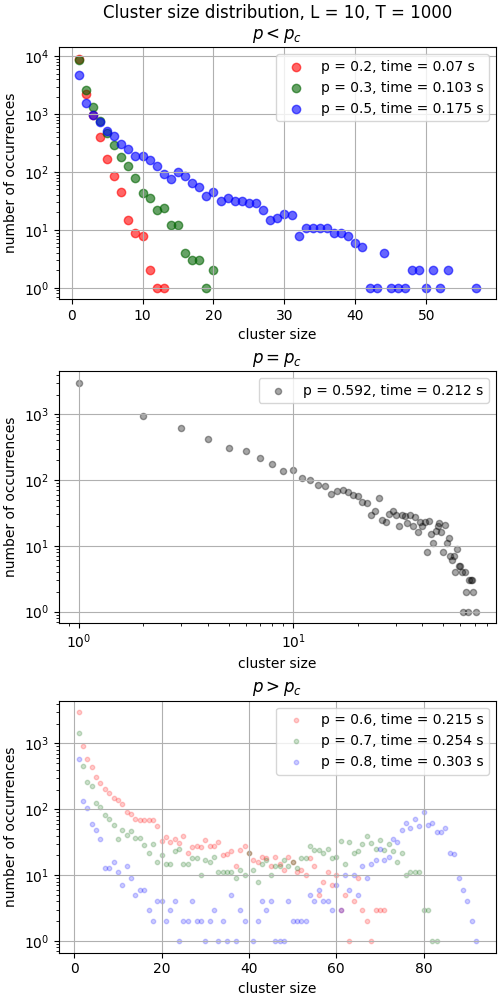 Cluster size distribution, L = 10, T = 1000
p < p_c
number of occurrences
10^4
10^3
10^2
10^1
10^0
p = 0.2, time = 0.07 s
p = 0.3, time = 0.103 s
p = 0.5, time = 0.175 s
0 10 20 30 40 50
cluster size
p = p_c
number of occurrences
10^3
10^2
10^1
10^0
p = 0.592, time = 0.212 s
10^0 10^1
cluster size
p > p_c
number of occurrences
10^3
10^2
10^1
10^0
p = 0.6, time = 0.215 s
p = 0.7, time = 0.254 s
p = 0.8, time = 0.303 s
0 20 40 60 80
cluster size